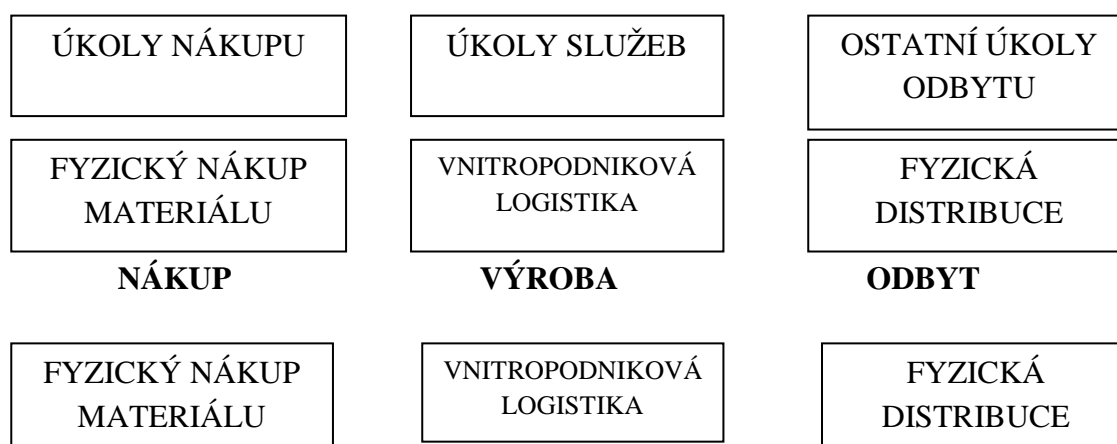 ÚKOLY NÁKUPU
ÚKOLY SLUŽEB
OSTATNÍ ÚKOLY
ODBYTU
FYZICKÝ NÁKUP
MATERIÁLU
VNITROPODNIKOVÁ
LOGISTIKA
FYZICKÁ
DISTRIBUCE
NÁKUP
VÝROBA
ODBYT
FYZICKÝ NÁKUP
MATERIÁLU
VNITROPODNIKOVÁ
LOGISTIKA
FYZICKÁ
DISTRIBUCE